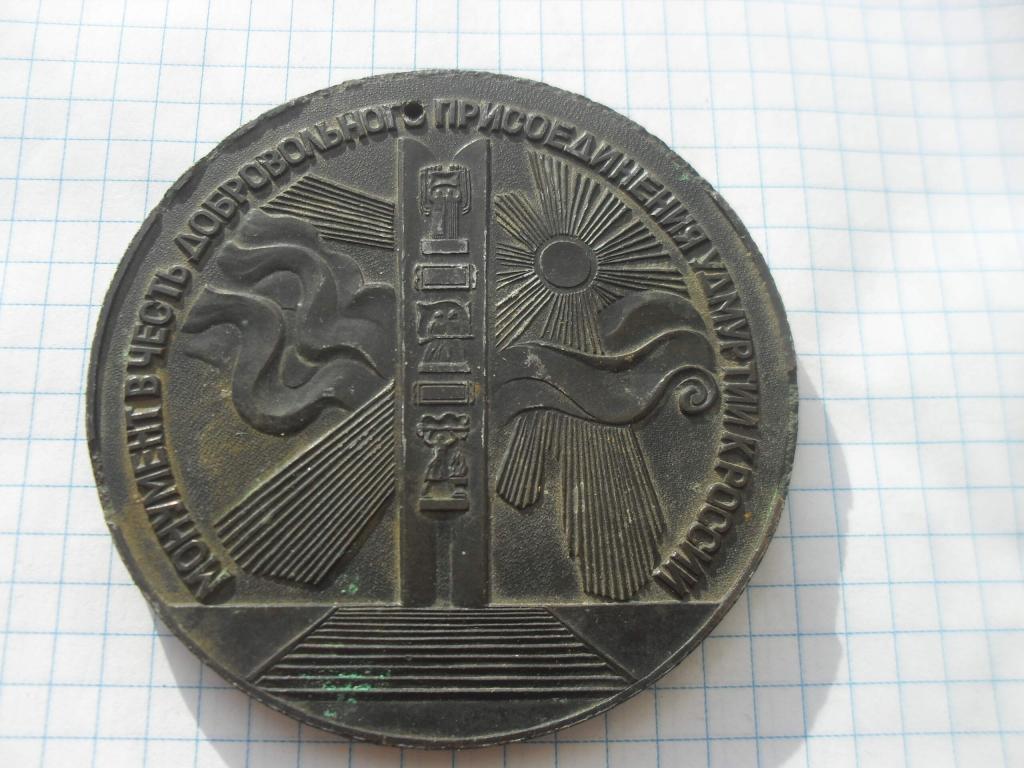 МОНУМЕНТ В ЧЕСТЬ ДОБРОВОЛЬНОГО ПРИСОЕДИНЕНИЯ УДМУРТИИ К РОССИИ